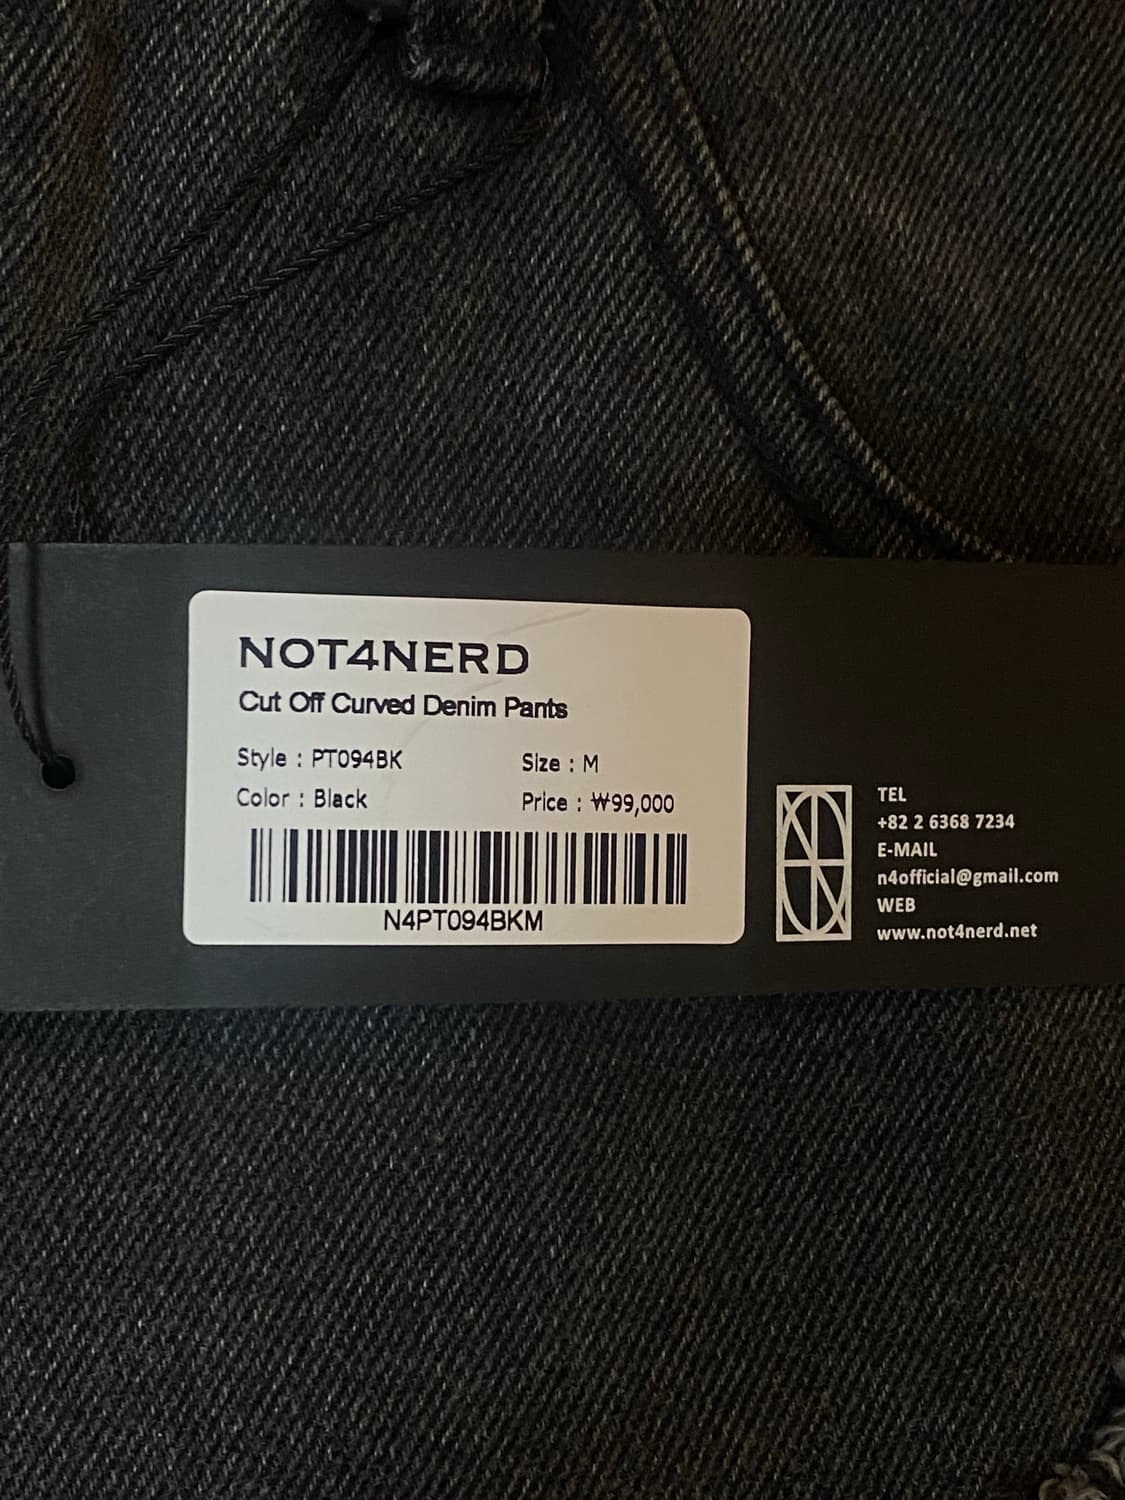 NOT4NERD
Cut Off Curved Denim Pants
Style : PT094BK
Size : M
Color : Black
Price : ₩99,000
N4PT094BKM
TEL
+82 2 6368 7234
E-MAIL
n4official@gmail.com
WEB
www.not4nerd.net